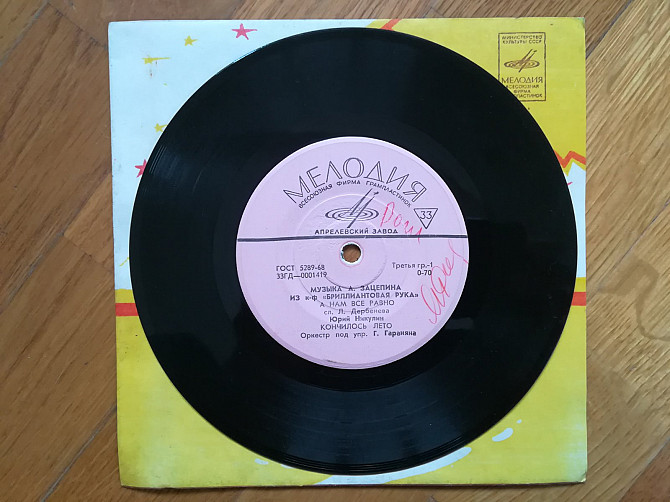 МИНИСТЕРСТВО
КУЛЬТУРЫ СССР
МЕЛОДИЯ
ВСЕСОЮЗНАЯ
ФИРМА
МЕЛОДИЯ
ВСЕСОЮЗНАЯ ФИРМА ГРАМПЛАСТИНОК
33
АПРЕЛЕВСКИЙ ЗАВОД
ГОСТ 5289-68
Третья гр.-1
33ГД—0001419
0-70
МУЗЫКА А. ЗАЦЕПИНА
ИЗ к-ф «БРИЛЛИАНТОВАЯ РУКА»
А НАМ ВСЕ РАВНО
сл. Л. Дербенева
Юрий Никулин
КОНЧИЛОСЬ ЛЕТО
Оркестр под упр. Г. Гараняна